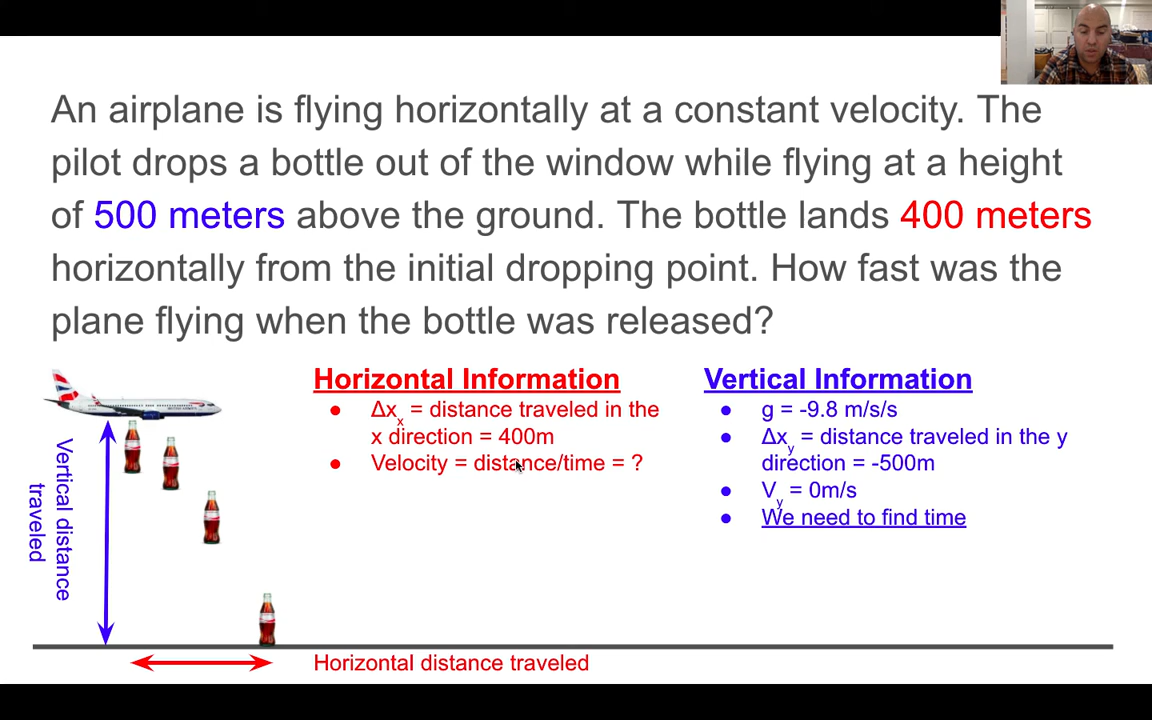 An airplane is flying horizontally at a constant velocity. The
pilot drops a bottle out of the window while flying at a height
of 500 meters above the ground. The bottle lands 400 meters
horizontally from the initial dropping point. How fast was the
plane flying when the bottle was released?
Horizontal Information
● Δxₓ = distance traveled in the
x direction = 400m
● Velocity = distance/time = ?
Vertical Information
● g = -9.8 m/s/s
● Δxy = distance traveled in the y
direction = -500m
● Vy = 0m/s
● We need to find time
Vertical distance
traveled
Horizontal distance traveled